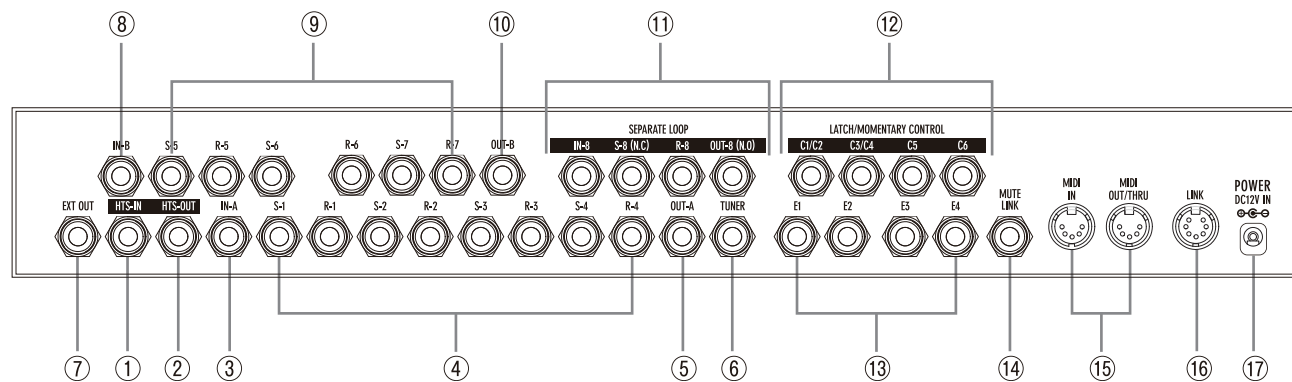 ⑧ ⑨ ⑩ ⑪ ⑫
SEPARATE LOOP LATCH/MOMENTARY CONTROL
IN-B S-5 R-5 S-6 R-6 S-7 R-7 OUT-B IN-8 S-8 (N.C) R-8 OUT-8 (N.O) C1/C2 C3/C4 C5 C6
MIDI IN MIDI OUT/THRU LINK POWER DC12V IN
EXT OUT HTS-IN HTS-OUT IN-A S-1 R-1 S-2 R-2 S-3 R-3 S-4 R-4 OUT-A TUNER E1 E2 E3 E4 MUTE LINK
⑦ ① ② ③ ④ ⑤ ⑥ ⑬ ⑭ ⑮ ⑯ ⑰